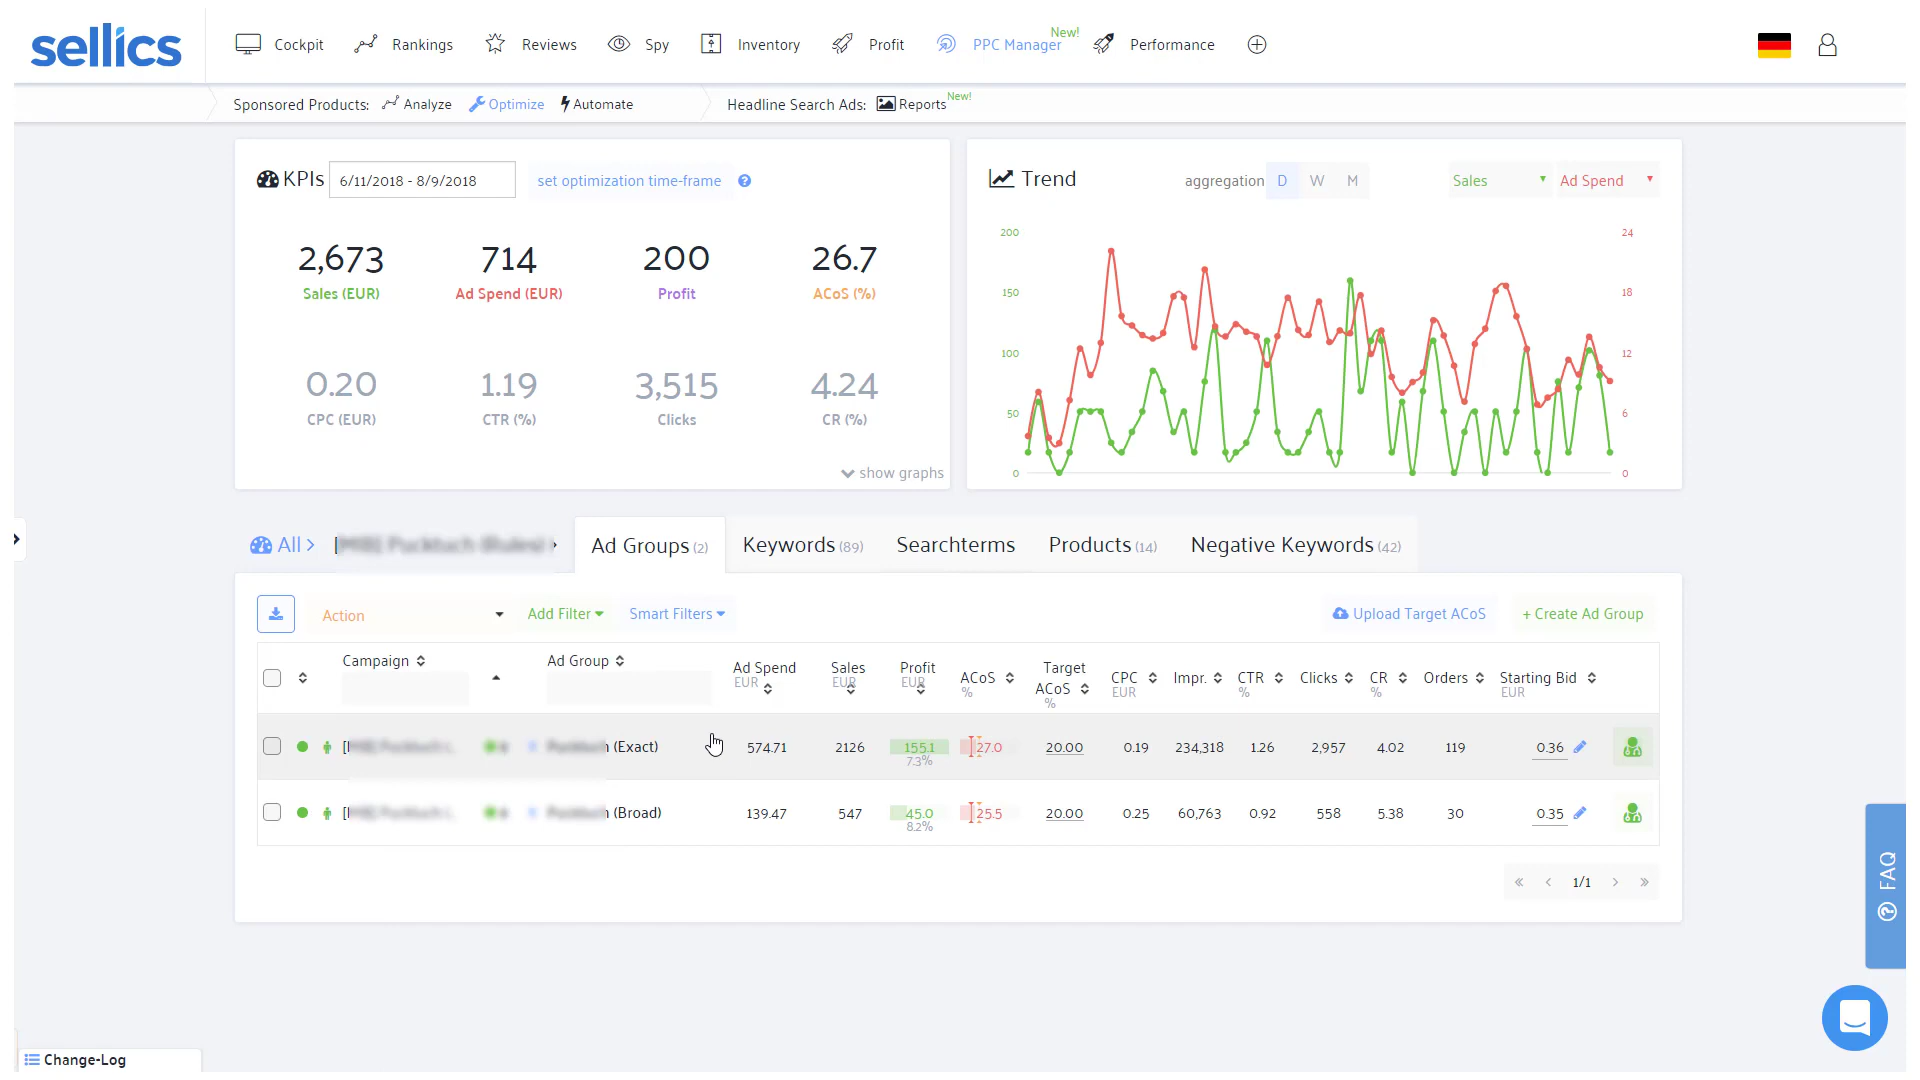 sellics
Cockpit Rankings Reviews Spy Inventory Profit PPC Manager New! Performance
Sponsored Products: Analyze Optimize Automate Headline Search Ads: Reports New!
KPIs 6/11/2018 - 8/9/2018 set optimization time-frame ?
2,673 714 200 26.7
Sales (EUR) Ad Spend (EUR) Profit ACoS (%)
0.20 1.19 3,515 4.24
CPC (EUR) CTR (%) Clicks CR (%)
show graphs
Trend aggregation D W M Sales Ad Spend
200 24
150 18
100 12
50 6
0 0
All > Ad Groups (2) Keywords (89) Searchterms Products (14) Negative Keywords (42)
Action Add Filter Smart Filters Upload Target ACoS + Create Ad Group
Campaign Ad Group Ad Spend EUR Sales EUR Profit EUR ACoS % Target ACoS % CPC EUR Impr. CTR % Clicks CR % Orders Starting Bid EUR
[ (Exact) 574.71 2126 155.1 7.3% 27.0 20.00 0.19 234,318 1.26 2,957 4.02 119 0.36
[ (Broad) 139.47 547 45.0 8.2% 25.5 20.00 0.25 60,763 0.92 558 5.38 30 0.35
« ‹ 1/1 › »
? FAQ
Change-Log